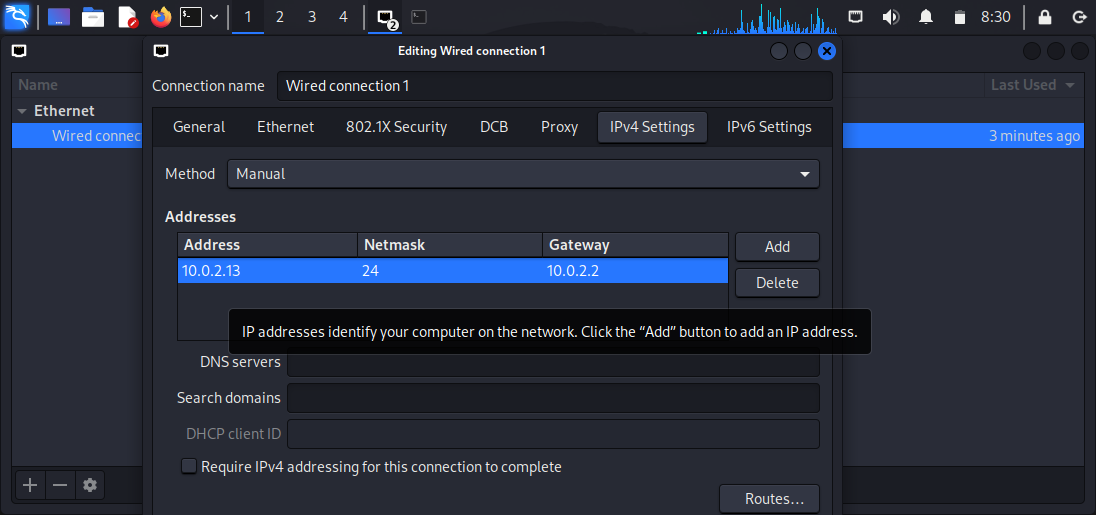 1 2 3 4 2 8:30
Editing Wired connection 1
Connection name Wired connection 1
Name Last Used
Ethernet
Wired connec 3 minutes ago
General Ethernet 802.1X Security DCB Proxy IPv4 Settings IPv6 Settings
Method Manual
Addresses
Address Netmask Gateway Add
10.0.2.13 24 10.0.2.2 Delete
IP addresses identify your computer on the network. Click the “Add” button to add an IP address.
DNS servers
Search domains
DHCP client ID
Require IPv4 addressing for this connection to complete
Routes…